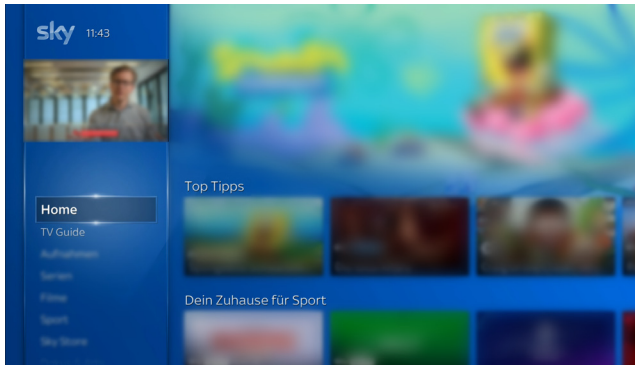 sky 11:43
Top Tipps
Home
TV Guide
Aufnahmen
Serien
Filme
Sport
Sky Store
Dein Zuhause für Sport